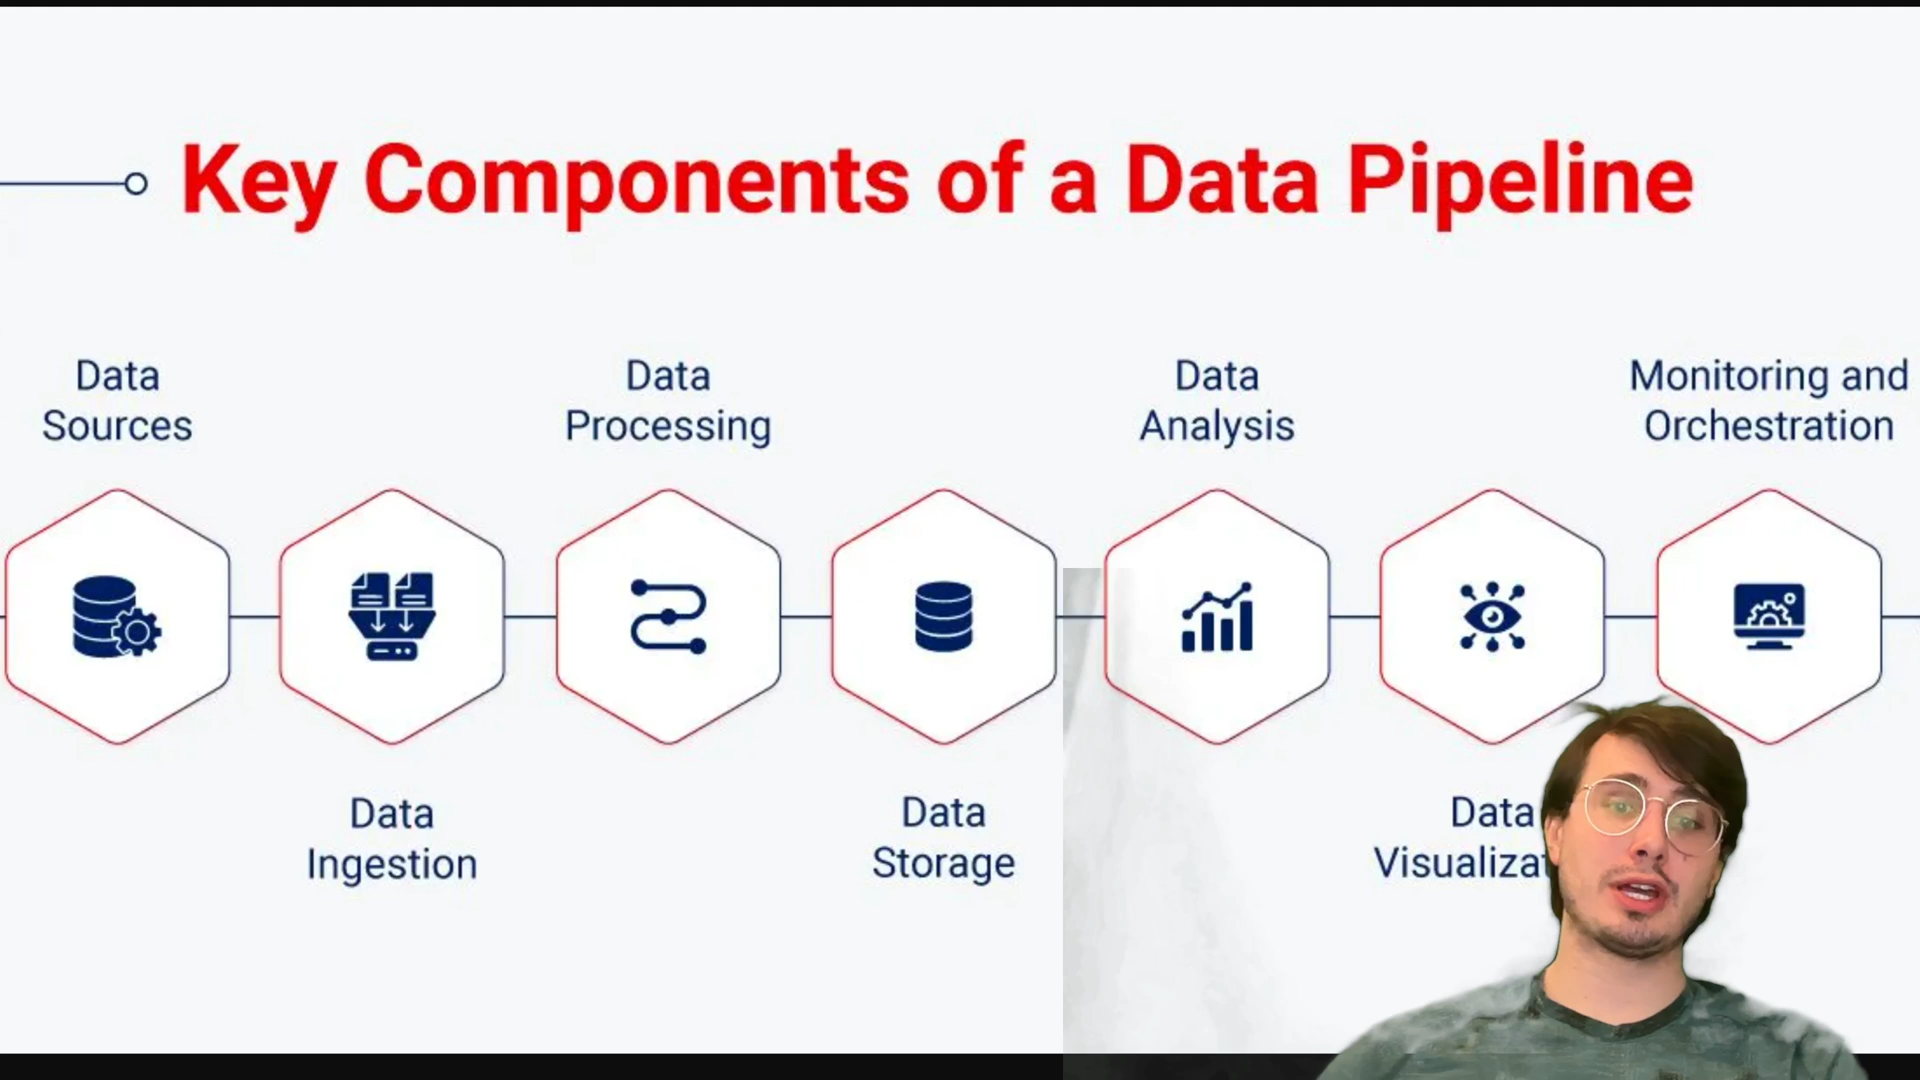 Key Components of a Data Pipeline
Data
Sources
Data
Ingestion
Data
Processing
Data
Storage
Data
Analysis
Data
Monitoring and
Orchestration